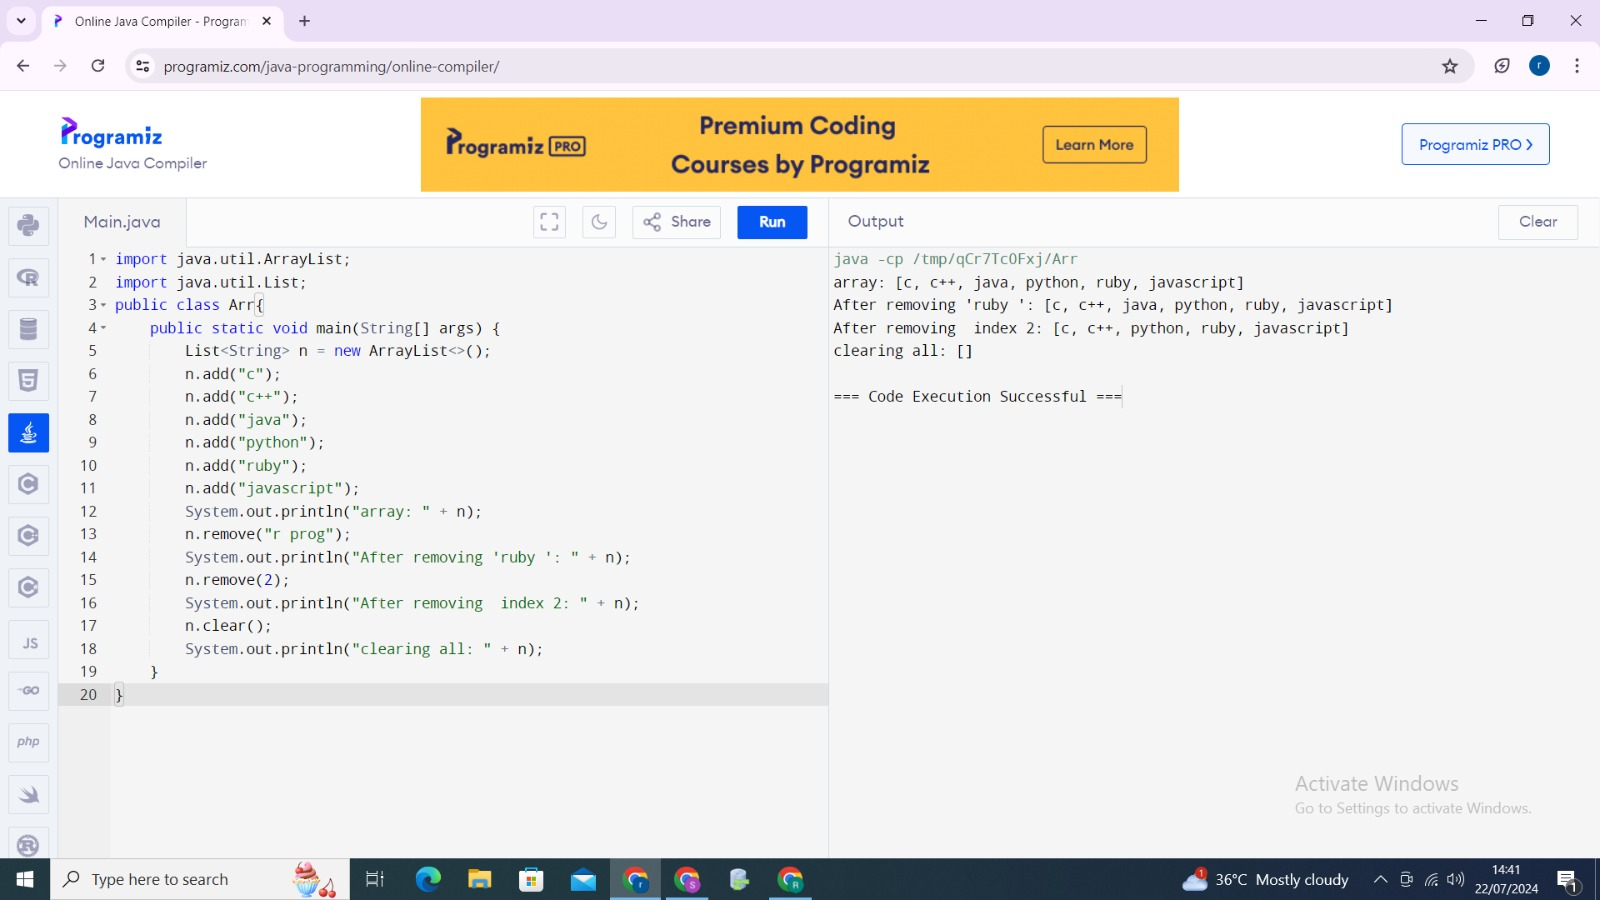 Online Java Compiler - Program
programiz.com/java-programming/online-compiler/
r
Programiz
Online Java Compiler
Programiz PRO
Premium Coding
Courses by Programiz
Learn More
Programiz PRO
Main.java
Share
Run
Output
Clear
1 import java.util.ArrayList;
2 import java.util.List;
3 public class Arr{
4 public static void main(String[] args) {
5 List<String> n = new ArrayList<>();
6 n.add("c");
7 n.add("c++");
8 n.add("java");
9 n.add("python");
10 n.add("ruby");
11 n.add("javascript");
12 System.out.println("array: " + n);
13 n.remove("r prog");
14 System.out.println("After removing 'ruby ': " + n);
15 n.remove(2);
16 System.out.println("After removing  index 2: " + n);
17 n.clear();
18 System.out.println("clearing all: " + n);
19 }
20 }
java -cp /tmp/qCr7TcOFxj/Arr
array: [c, c++, java, python, ruby, javascript]
After removing 'ruby ': [c, c++, java, python, ruby, javascript]
After removing  index 2: [c, c++, python, ruby, javascript]
clearing all: []
=== Code Execution Successful ===
JS
GO
php
Activate Windows
Go to Settings to activate Windows.
Type here to search
r
S
R
1
36°C Mostly cloudy
14:41
22/07/2024
1